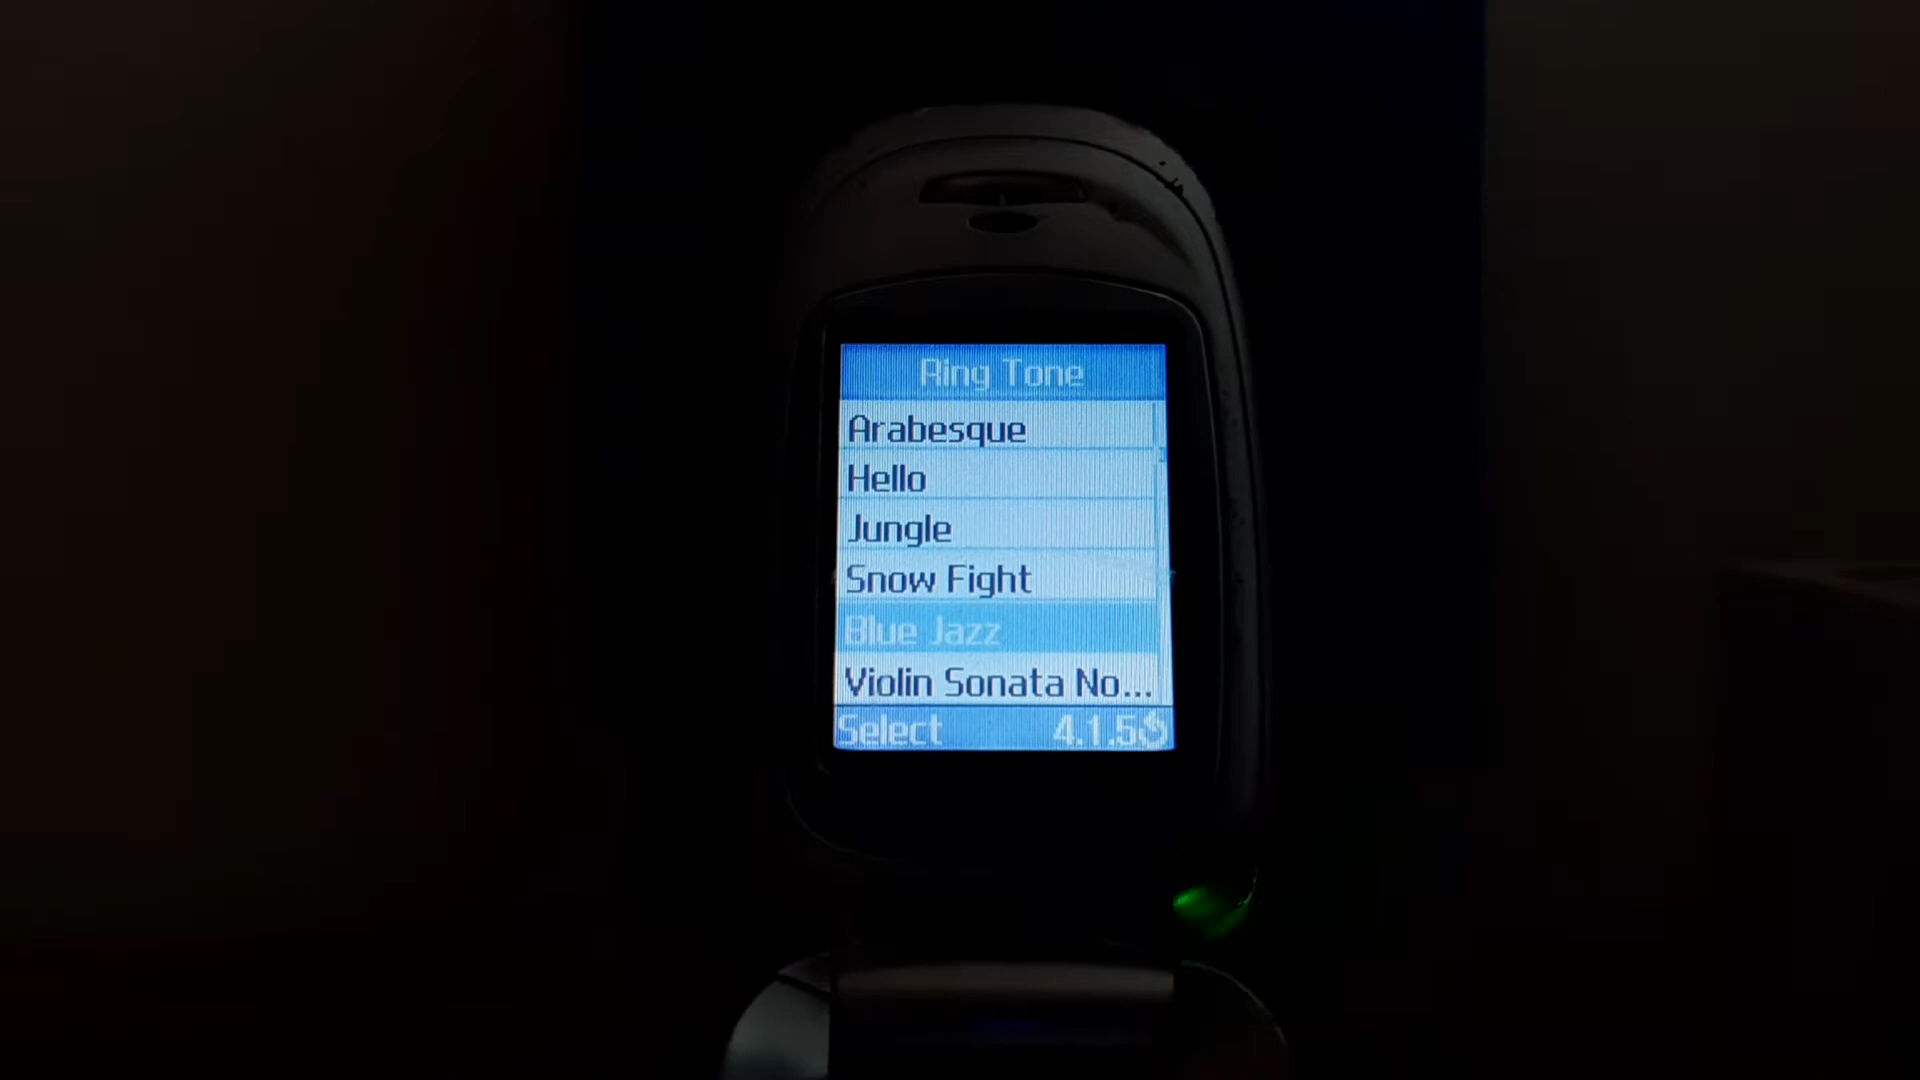 Ring Tone
Arabesque
Hello
Jungle
Snow Fight
Blue Jazz
Violin Sonata No...
Select 4.1.5